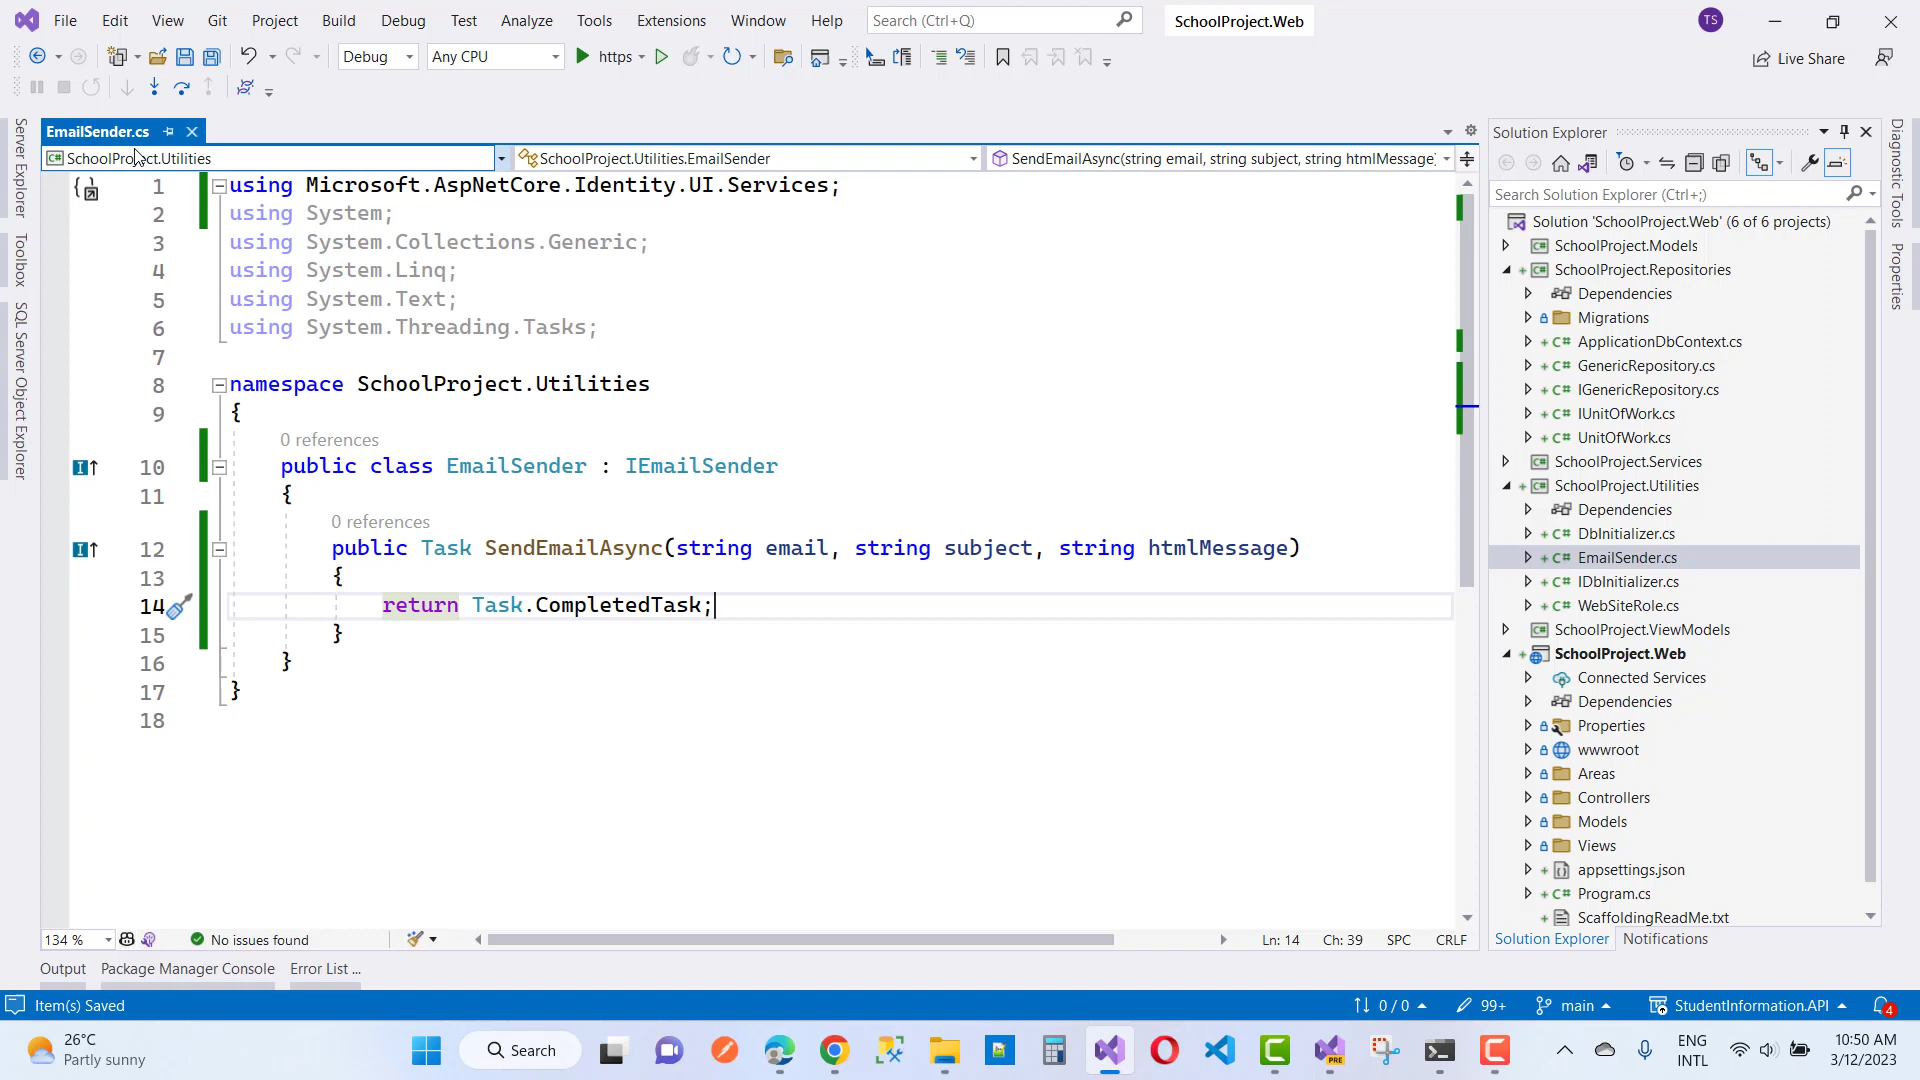 File Edit View Git Project Build Debug Test Analyze Tools Extensions Window Help Search (Ctrl+Q) SchoolProject.Web TS
Debug Any CPU https Live Share
EmailSender.cs
SchoolProject.Utilities SchoolProject.Utilities.EmailSender SendEmailAsync(string email, string subject, string htmlMessage)
1 using Microsoft.AspNetCore.Identity.UI.Services;
2 using System;
3 using System.Collections.Generic;
4 using System.Linq;
5 using System.Text;
6 using System.Threading.Tasks;
7
8 namespace SchoolProject.Utilities
9 {
0 references
10 public class EmailSender : IEmailSender
11 {
0 references
12 public Task SendEmailAsync(string email, string subject, string htmlMessage)
13 {
14 return Task.CompletedTask;
15 }
16 }
17 }
18
134 % No issues found Ln: 14 Ch: 39 SPC CRLF
Server Explorer
Toolbox
SQL Server Object Explorer
Solution Explorer
Search Solution Explorer (Ctrl+;)
Solution 'SchoolProject.Web' (6 of 6 projects)
SchoolProject.Models
SchoolProject.Repositories
Dependencies
Migrations
ApplicationDbContext.cs
GenericRepository.cs
IGenericRepository.cs
IUnitOfWork.cs
UnitOfWork.cs
SchoolProject.Services
SchoolProject.Utilities
Dependencies
DbInitializer.cs
EmailSender.cs
IDbInitializer.cs
WebSiteRole.cs
SchoolProject.ViewModels
SchoolProject.Web
Connected Services
Dependencies
Properties
wwwroot
Areas
Controllers
Models
Views
appsettings.json
Program.cs
ScaffoldingReadMe.txt
Solution Explorer Notifications
Diagnostic Tools
Properties
Output Package Manager Console Error List ...
Item(s) Saved 0 / 0 99+ main StudentInformation.API 4
26°C
Partly sunny
Search
PRE
ENG
INTL
10:50 AM
3/12/2023